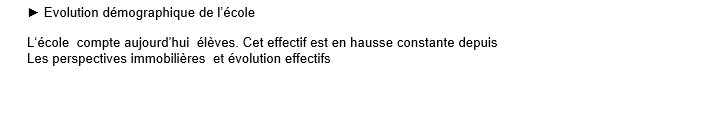 ► Evolution démographique de l’école
L’école  compte aujourd’hui  élèves. Cet effectif est en hausse constante depuis
Les perspectives immobilières  et évolution effectifs